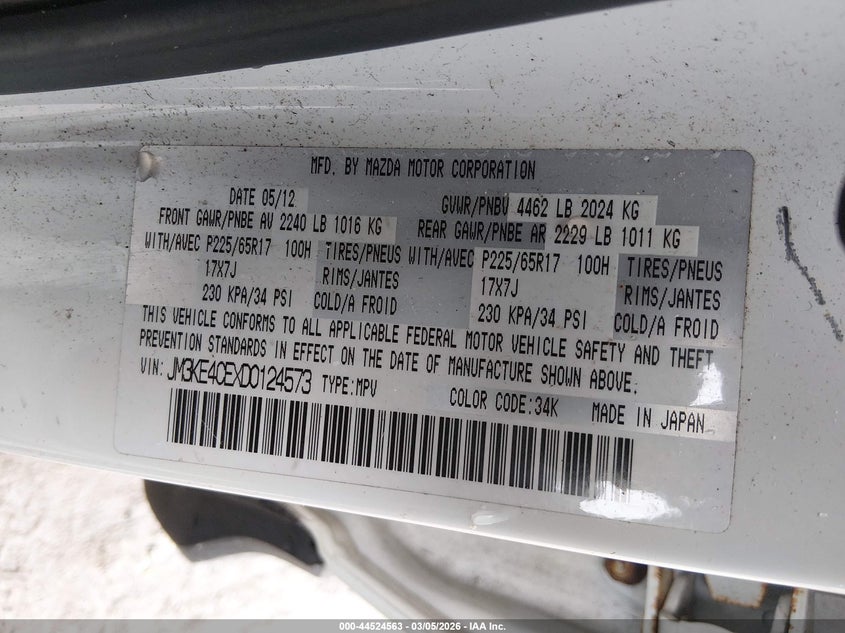 MFD. BY MAZDA MOTOR CORPORATION
DATE 05/12 GVWR/PNBV 4462 LB 2024 KG
FRONT GAWR/PNBE AV 2240 LB 1016 KG REAR GAWR/PNBE AR 2229 LB 1011 KG
WITH/AVEC P225/65R17 100H TIRES/PNEUS WITH/AVEC P225/65R17 100H TIRES/PNEUS
17X7J RIMS/JANTES 17X7J RIMS/JANTES
230 KPA/34 PSI COLD/A FROID 230 KPA/34 PSI COLD/A FROID
THIS VEHICLE CONFORMS TO ALL APPLICABLE FEDERAL MOTOR VEHICLE SAFETY AND THEFT
PREVENTION STANDARDS IN EFFECT ON THE DATE OF MANUFACTURE SHOWN ABOVE.
VIN: JM3KE4CEXD0124573 TYPE:MPV COLOR CODE:34K MADE IN JAPAN
000-44524563 — 03/05/2026 — IAA Inc.